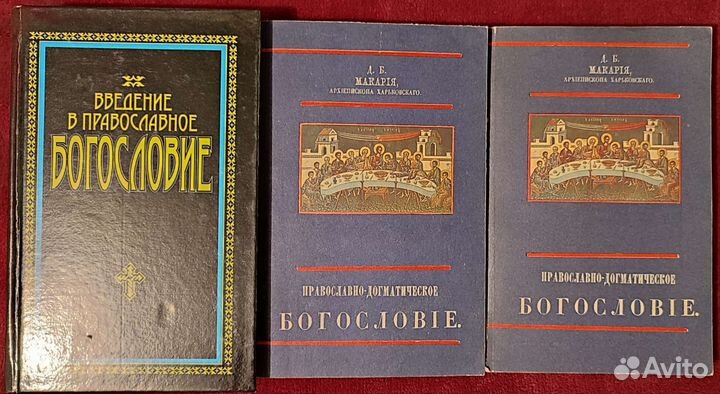 ВВЕДЕНИЕ
В ПРАВОСЛАВНОЕ
БОГОСЛОВИЕ
Д. Б.
МАКАРІЯ,
АРХІЕПИСКОПА ХАРЬКОВСКАГО.
ПРАВОСЛАВНО-ДОГМАТИЧЕСКОЕ
БОГОСЛОВІЕ.
Д. Б.
МАКАРІЯ,
АРХІЕПИСКОПА ХАРЬКОВСКАГО.
ПРАВОСЛАВНО-ДОГМАТИЧЕСКОЕ
БОГОСЛОВІЕ.
Avito